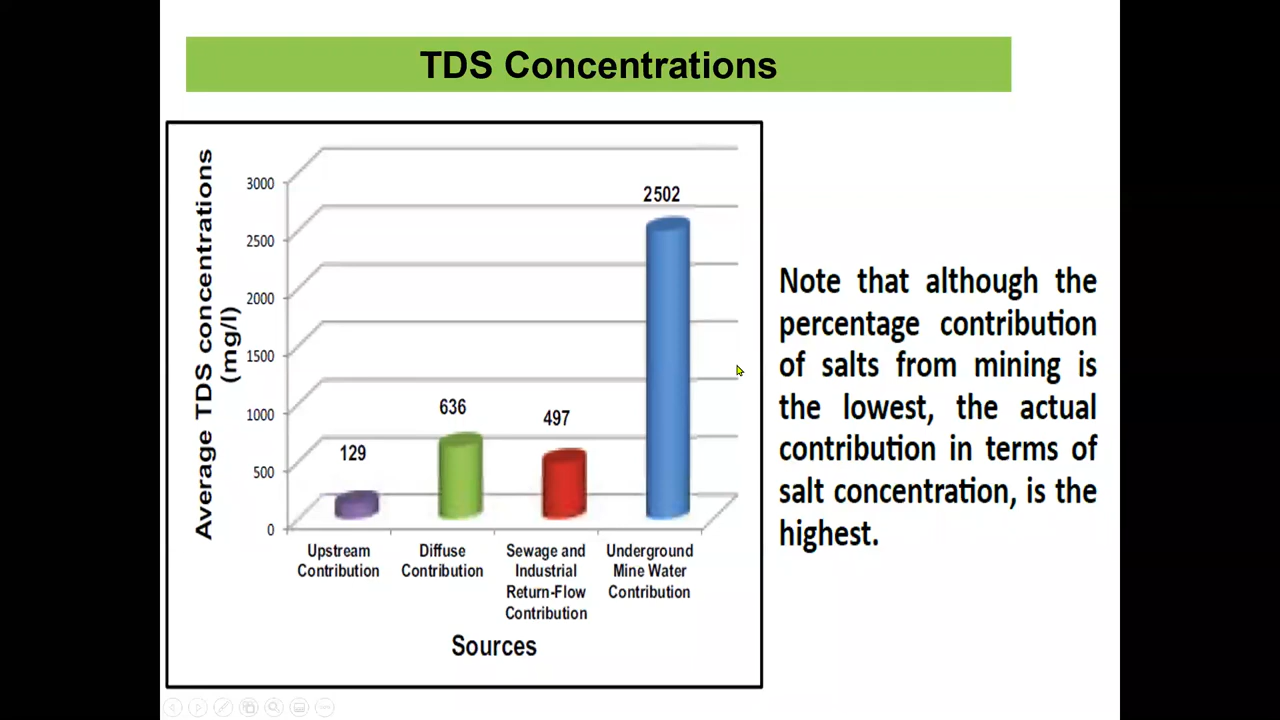 TDS Concentrations
Average TDS concentrations
(mg/l)
3000
2500
2000
1500
1000
500
0
129
636
497
2502
Upstream
Contribution
Diffuse
Contribution
Sewage and
Industrial
Return-Flow
Contribution
Underground
Mine Water
Contribution
Sources
Note that although the
percentage contribution
of salts from mining is
the lowest, the actual
contribution in terms of
salt concentration, is the
highest.